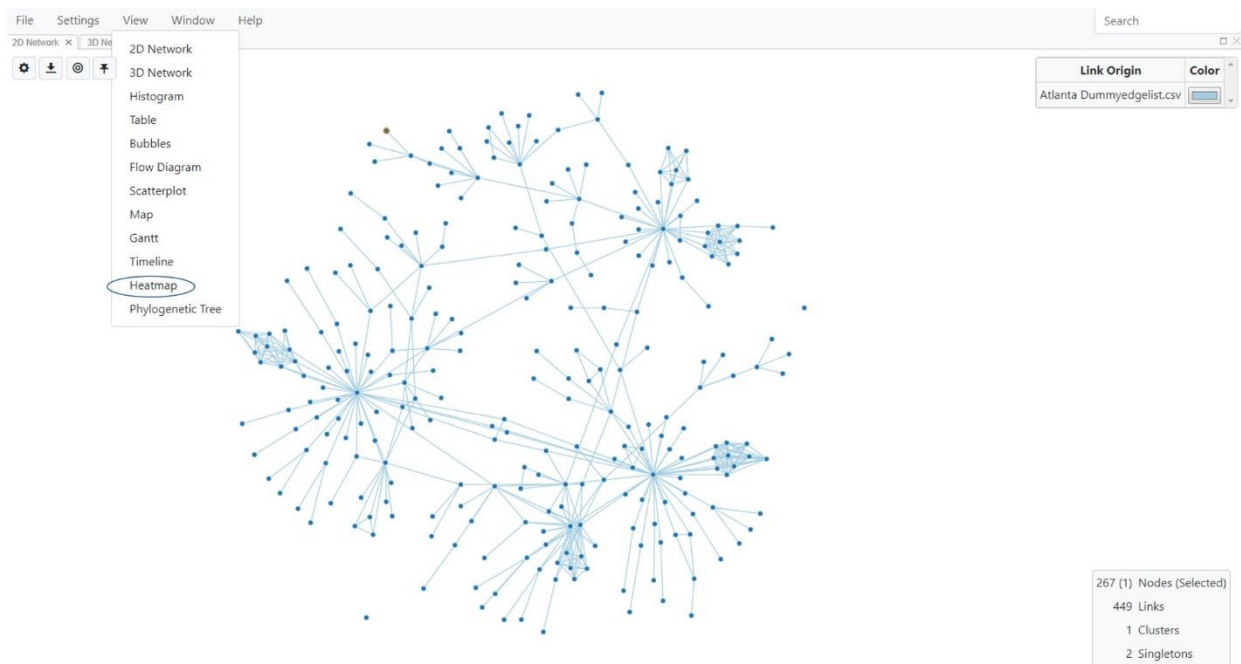 File Settings View Window Help Search
2D Network × 3D Ne
2D Network
3D Network
Histogram
Table
Bubbles
Flow Diagram
Scatterplot
Map
Gantt
Timeline
Heatmap
Phylogenetic Tree
Link Origin Color
Atlanta Dummyedgelist.csv
267 (1) Nodes (Selected)
449 Links
1 Clusters
2 Singletons